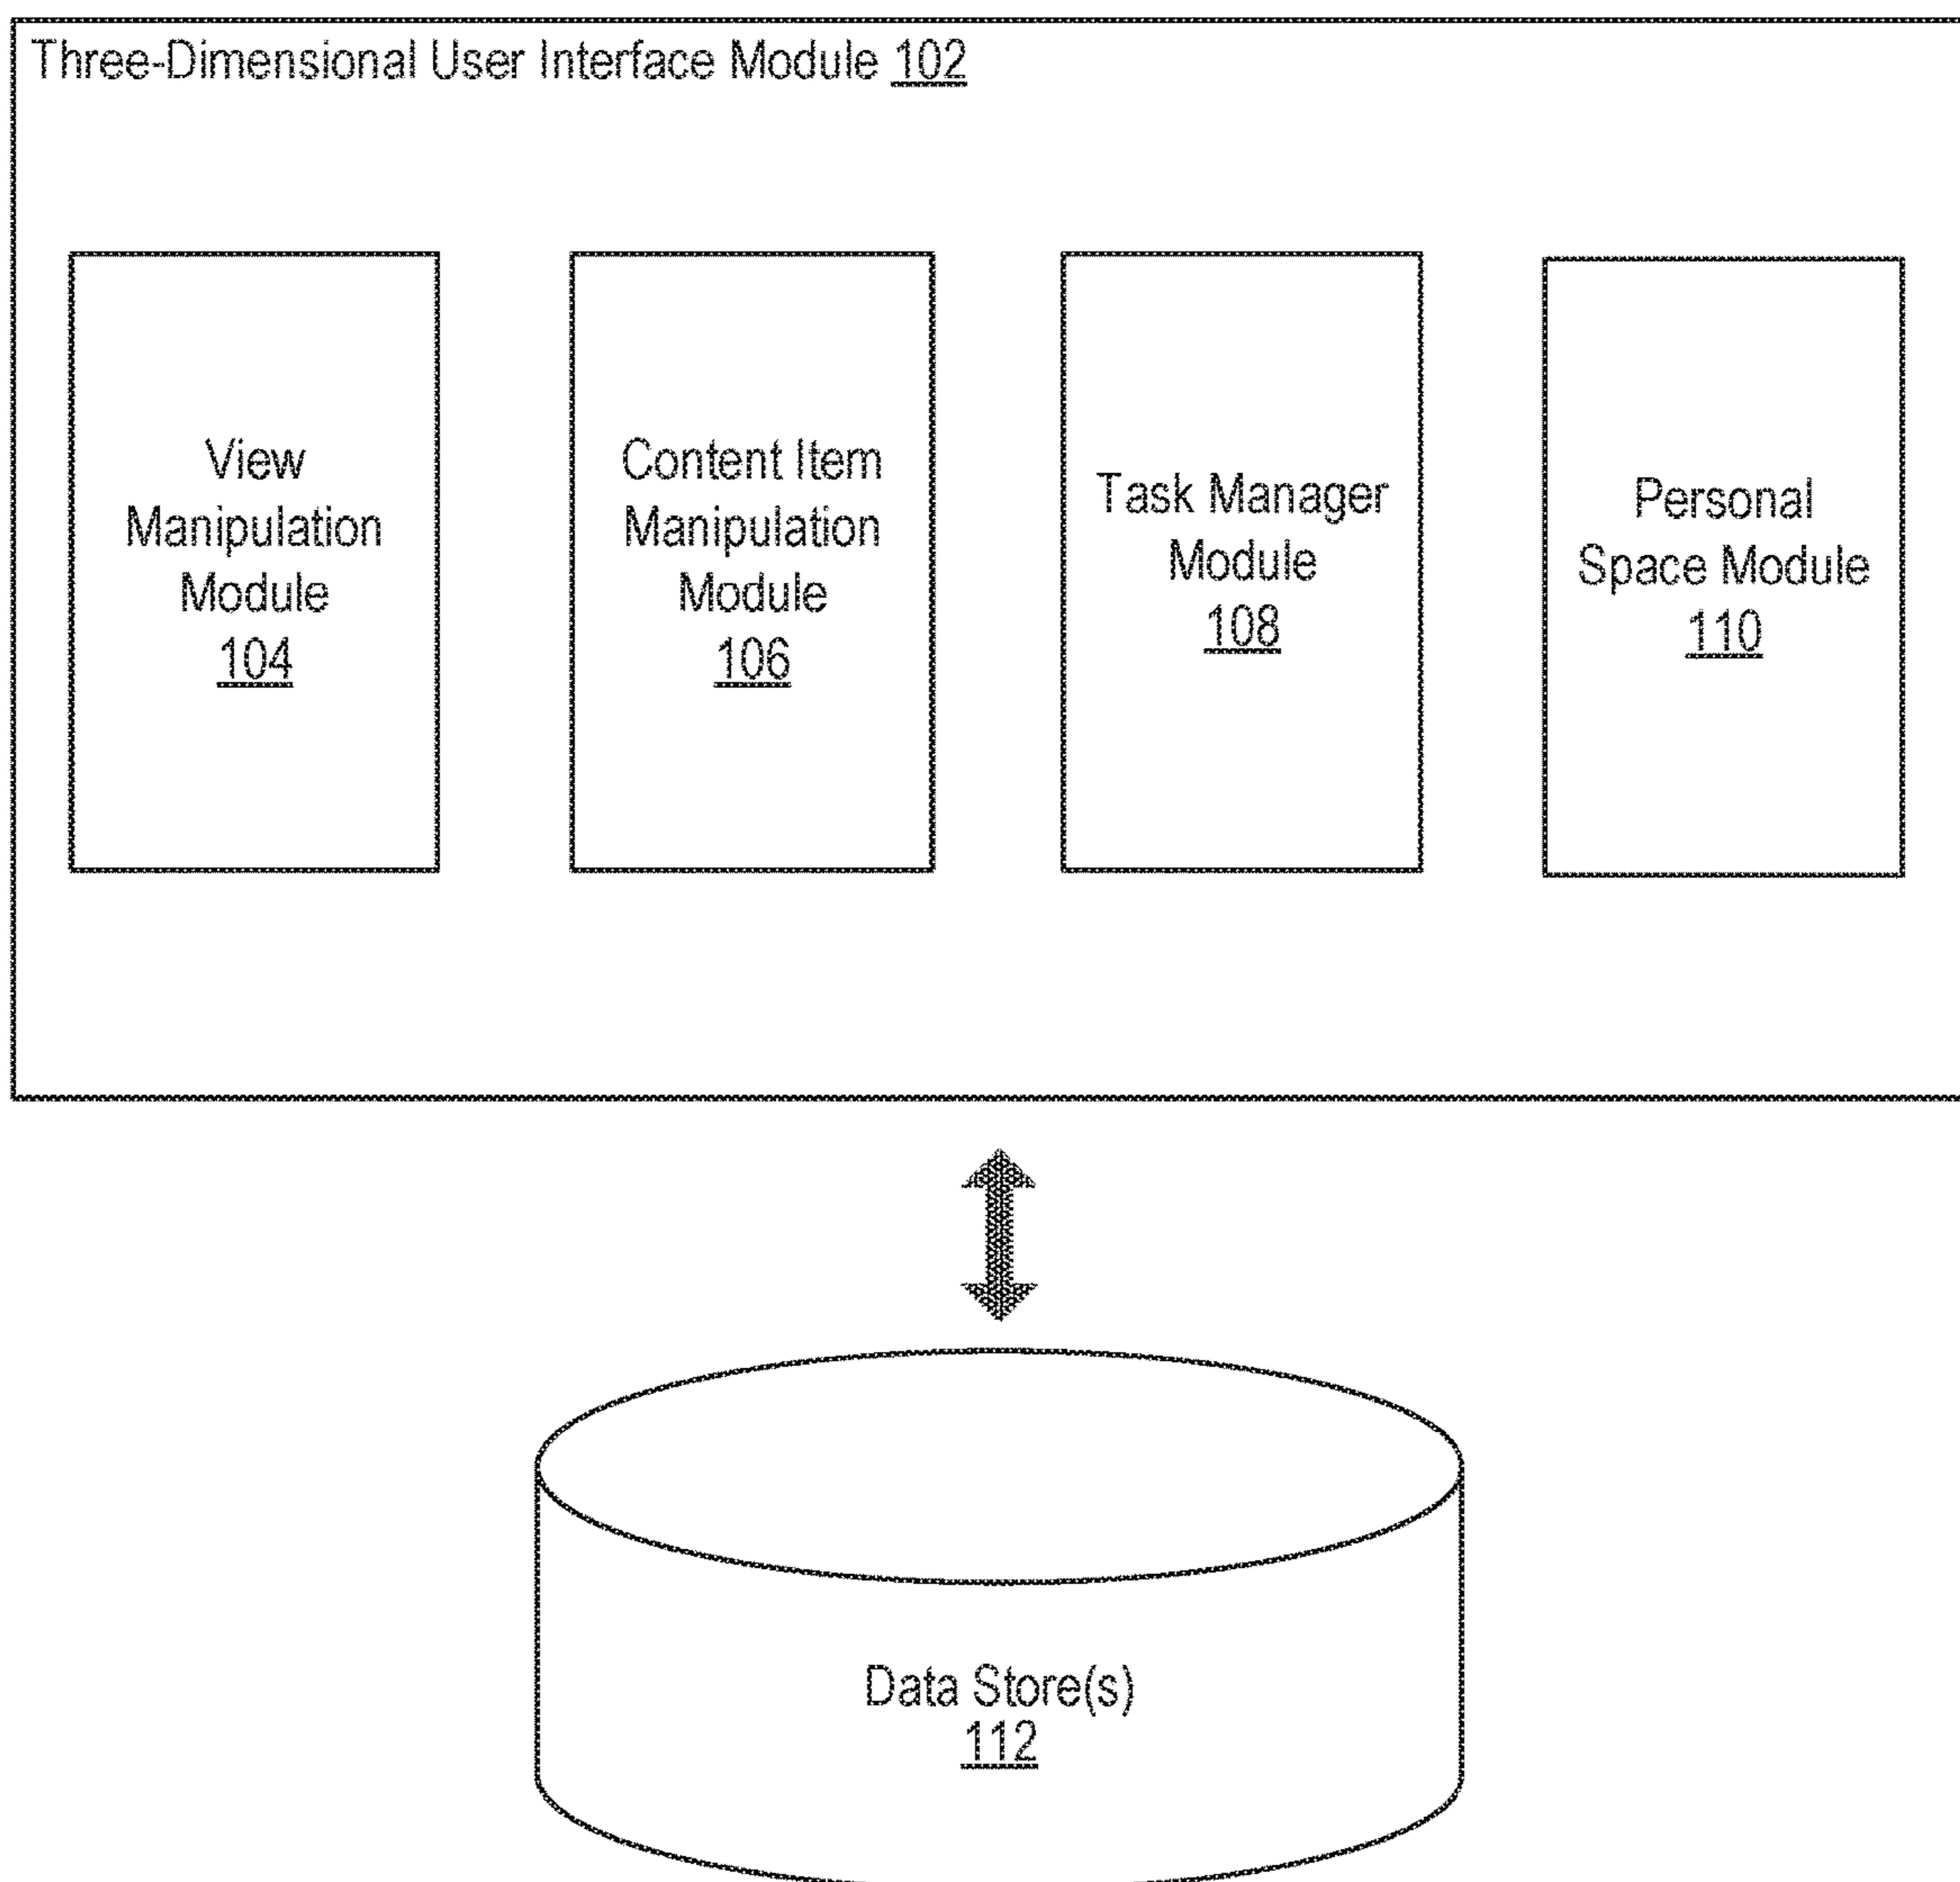 Three-Dimensional User Interface Module 102
View
Manipulation
Module
104
Content Item
Manipulation
Module
106
Task Manager
Module
108
Personal
Space Module
110
Data Store(s)
112